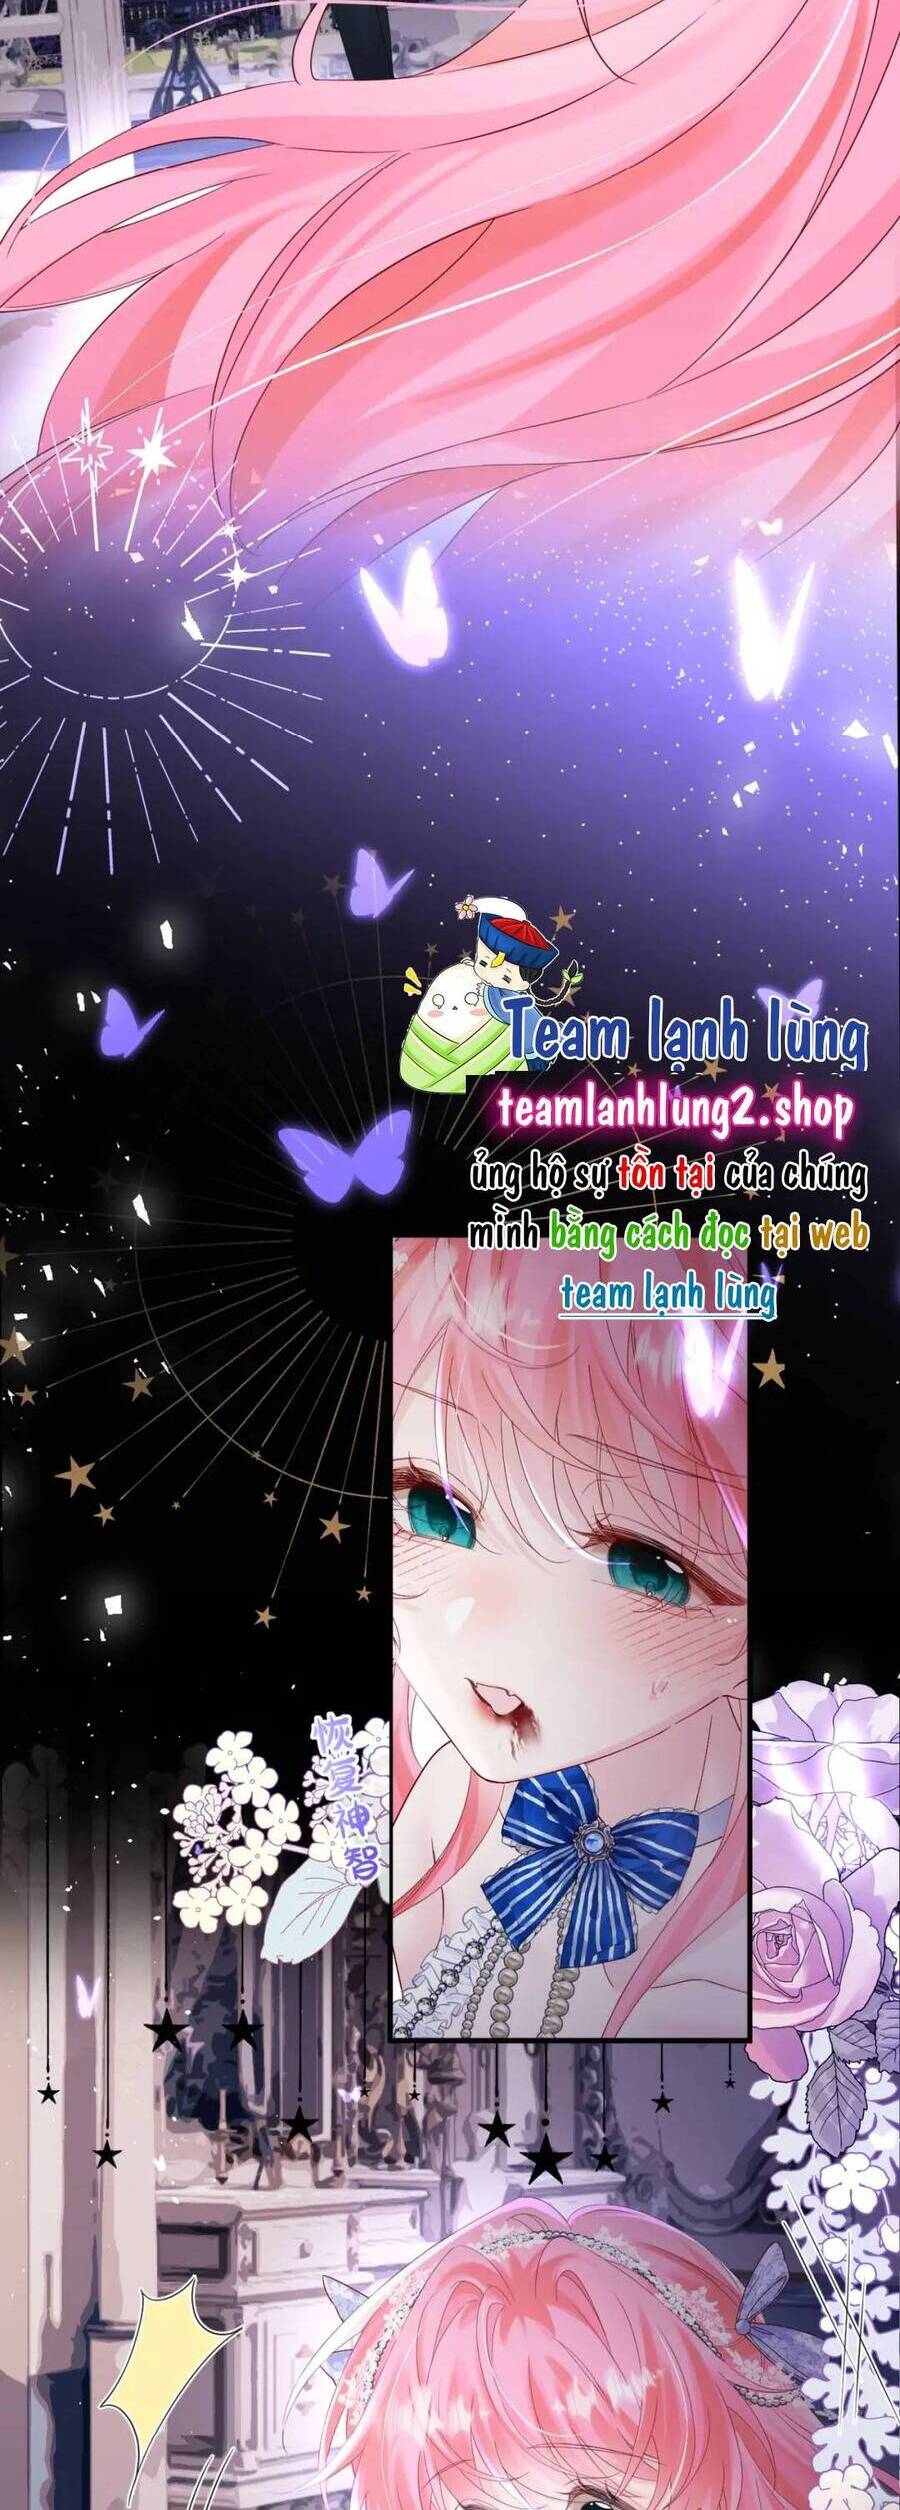 Team lạnh lùng
teamlanhlung2.shop
ủng hộ sự tồn tại của chúng
mình bằng cách đọc tại web
team lạnh lùng
恢复神智